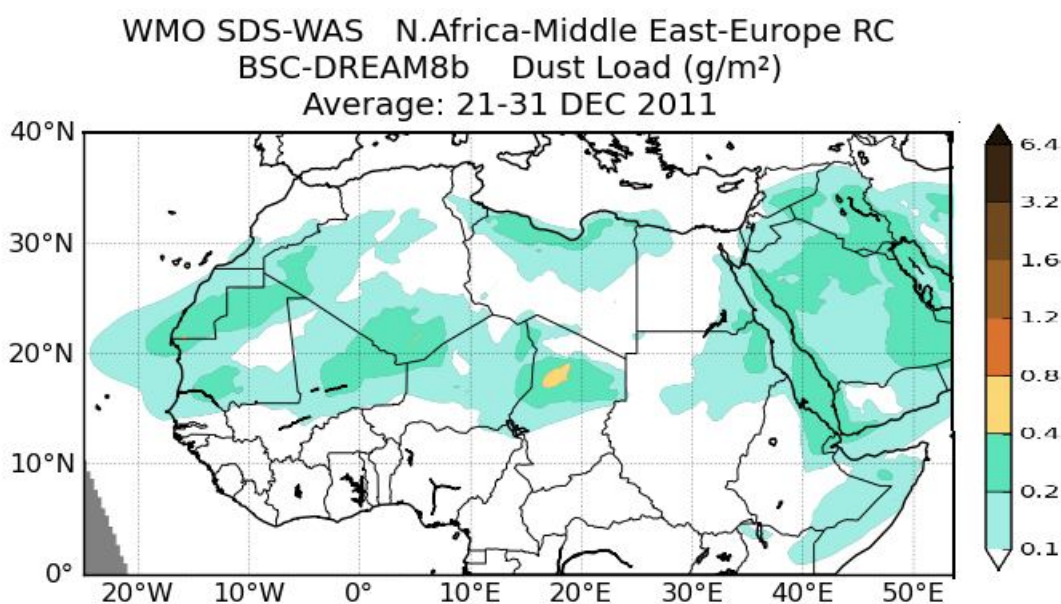 WMO SDS-WAS N.Africa-Middle East-Europe RC
BSC-DREAM8b Dust Load (g/m²)
Average: 21-31 DEC 2011
40°N
30°N
20°N
10°N
0°
20°W 10°W 0° 10°E 20°E 30°E 40°E 50°E
6.4
3.2
1.6
1.2
0.8
0.4
0.2
0.1